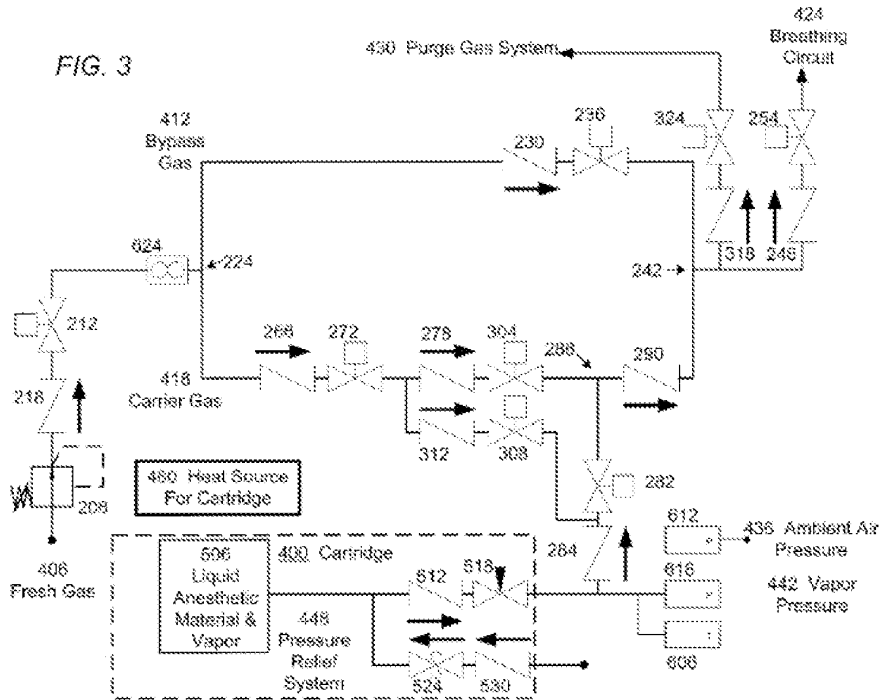 FIG. 3
430 Purge Gas System
424
Breathing
Circuit
412
Bypass
Gas
230
236
324
254
624
224
242
318
246
212
218
266
272
278
304
286
290
418
Carrier Gas
312
308
208
460 Heat Source
For Cartridge
282
284
406
Fresh Gas
506
Liquid
Anesthetic
Material &
Vapor
400 Cartridge
512
518
448
Pressure
Relief
System
524
530
612
436 Ambient Air
Pressure
616
442 Vapor
Pressure
606